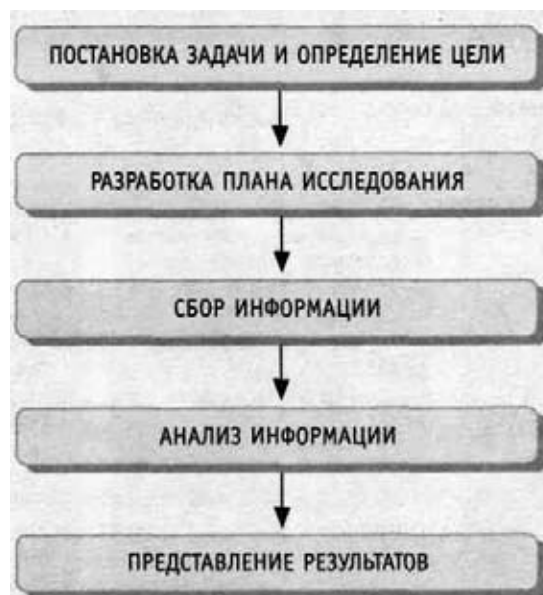 ПОСТАНОВКА ЗАДАЧИ И ОПРЕДЕЛЕНИЕ ЦЕЛИ
РАЗРАБОТКА ПЛАНА ИССЛЕДОВАНИЯ
СБОР ИНФОРМАЦИИ
АНАЛИЗ ИНФОРМАЦИИ
ПРЕДСТАВЛЕНИЕ РЕЗУЛЬТАТОВ